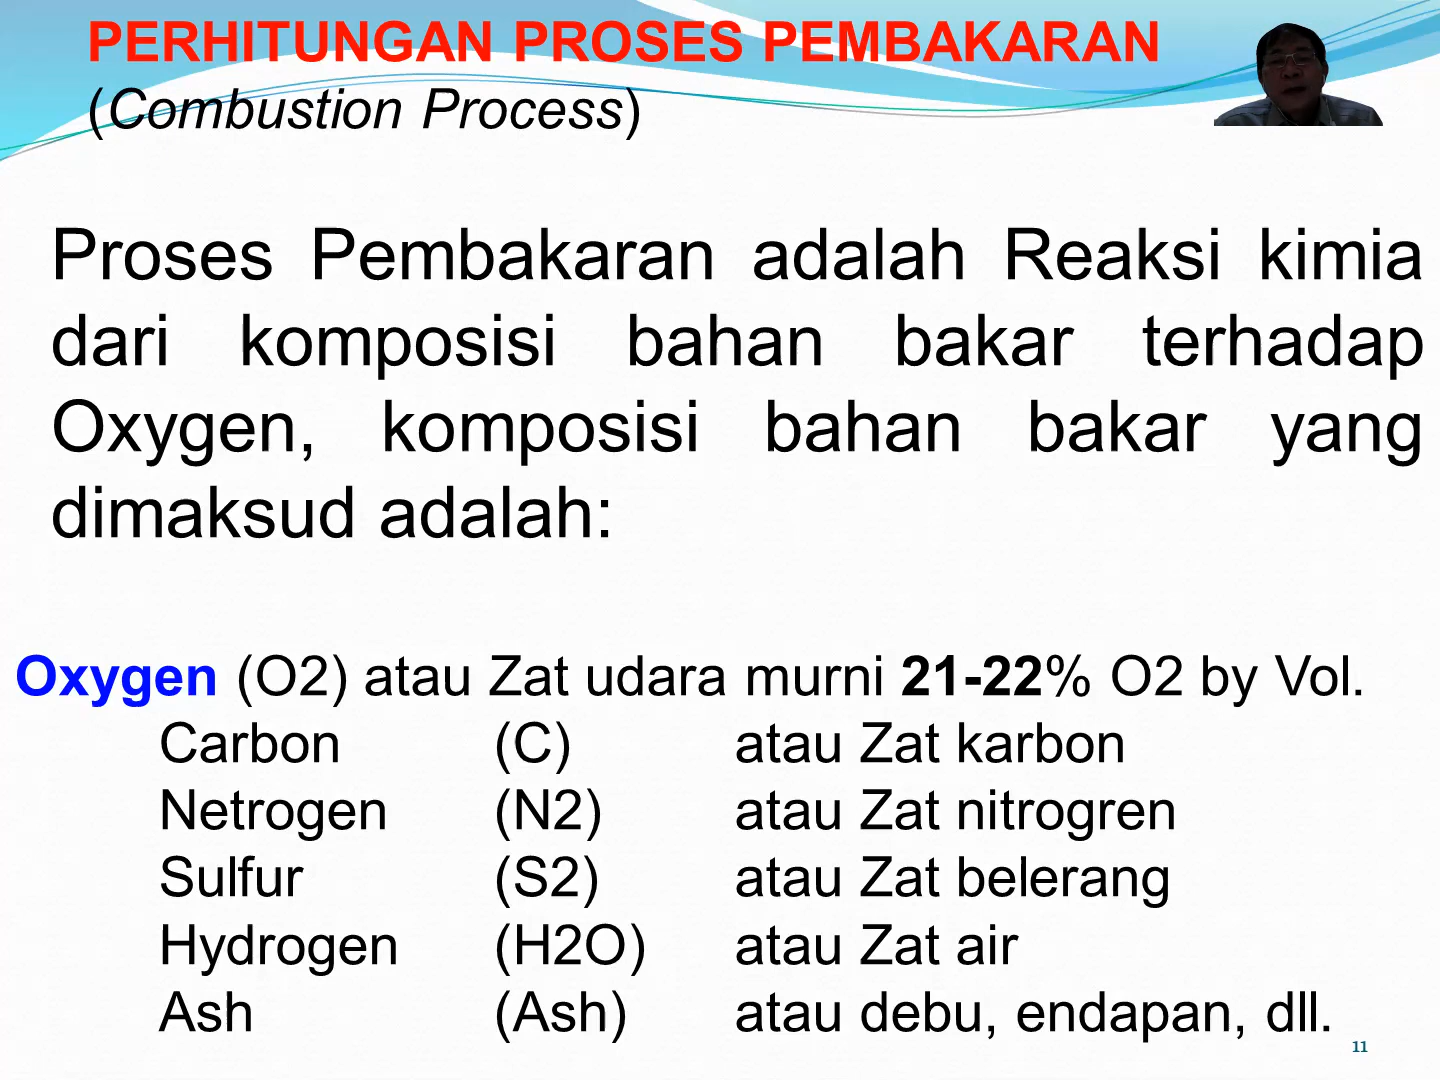 PERHITUNGAN PROSES PEMBAKARAN
(Combustion Process)
Proses Pembakaran adalah Reaksi kimia
dari komposisi bahan bakar terhadap
Oxygen, komposisi bahan bakar yang
dimaksud adalah:
Oxygen (O2) atau Zat udara murni 21-22% O2 by Vol.
Carbon (C) atau Zat karbon
Netrogen (N2) atau Zat nitrogren
Sulfur (S2) atau Zat belerang
Hydrogen (H2O) atau Zat air
Ash (Ash) atau debu, endapan, dll.
11